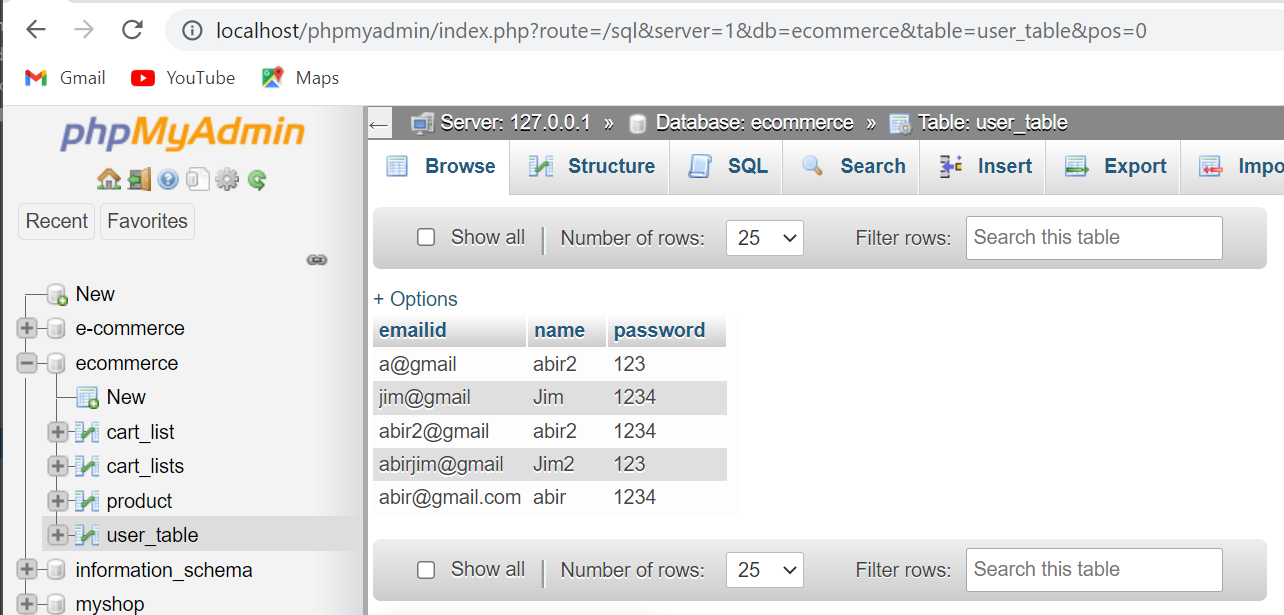 localhost/phpmyadmin/index.php?route=/sql&server=1&db=ecommerce&table=user_table&pos=0
Gmail YouTube Maps
phpMyAdmin
Recent Favorites
New
e-commerce
ecommerce
New
cart_list
cart_lists
product
user_table
information_schema
myshop
← Server: 127.0.0.1 » Database: ecommerce » Table: user_table
Browse Structure SQL Search Insert Export Impo
Show all Number of rows: 25 Filter rows: Search this table
+ Options
emailid name password
a@gmail abir2 123
jim@gmail Jim 1234
abir2@gmail abir2 1234
abirjim@gmail Jim2 123
abir@gmail.com abir 1234
Show all Number of rows: 25 Filter rows: Search this table